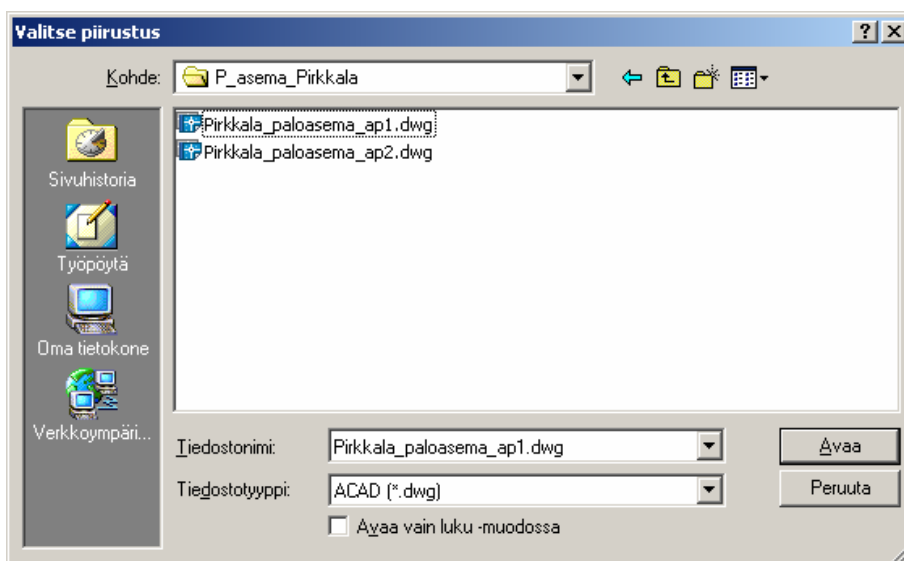 Valitse piirustus
Kohde: P_asema_Pirkkala
Pirkkala_paloasema_ap1.dwg
Pirkkala_paloasema_ap2.dwg
Sivuhistoria
Työpöytä
Oma tietokone
Verkkoympäri...
Tiedostonimi: Pirkkala_paloasema_ap1.dwg Avaa
Tiedostotyyppi: ACAD (*.dwg) Peruuta
Avaa vain luku -muodossa